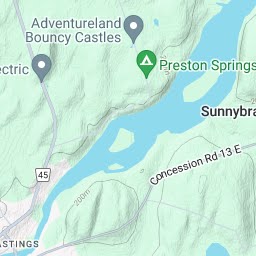 Adventureland
Bouncy Castles
Preston Springs
ectric
Sunnybra
45
Concession Rd 13 E
200m
ASTINGS